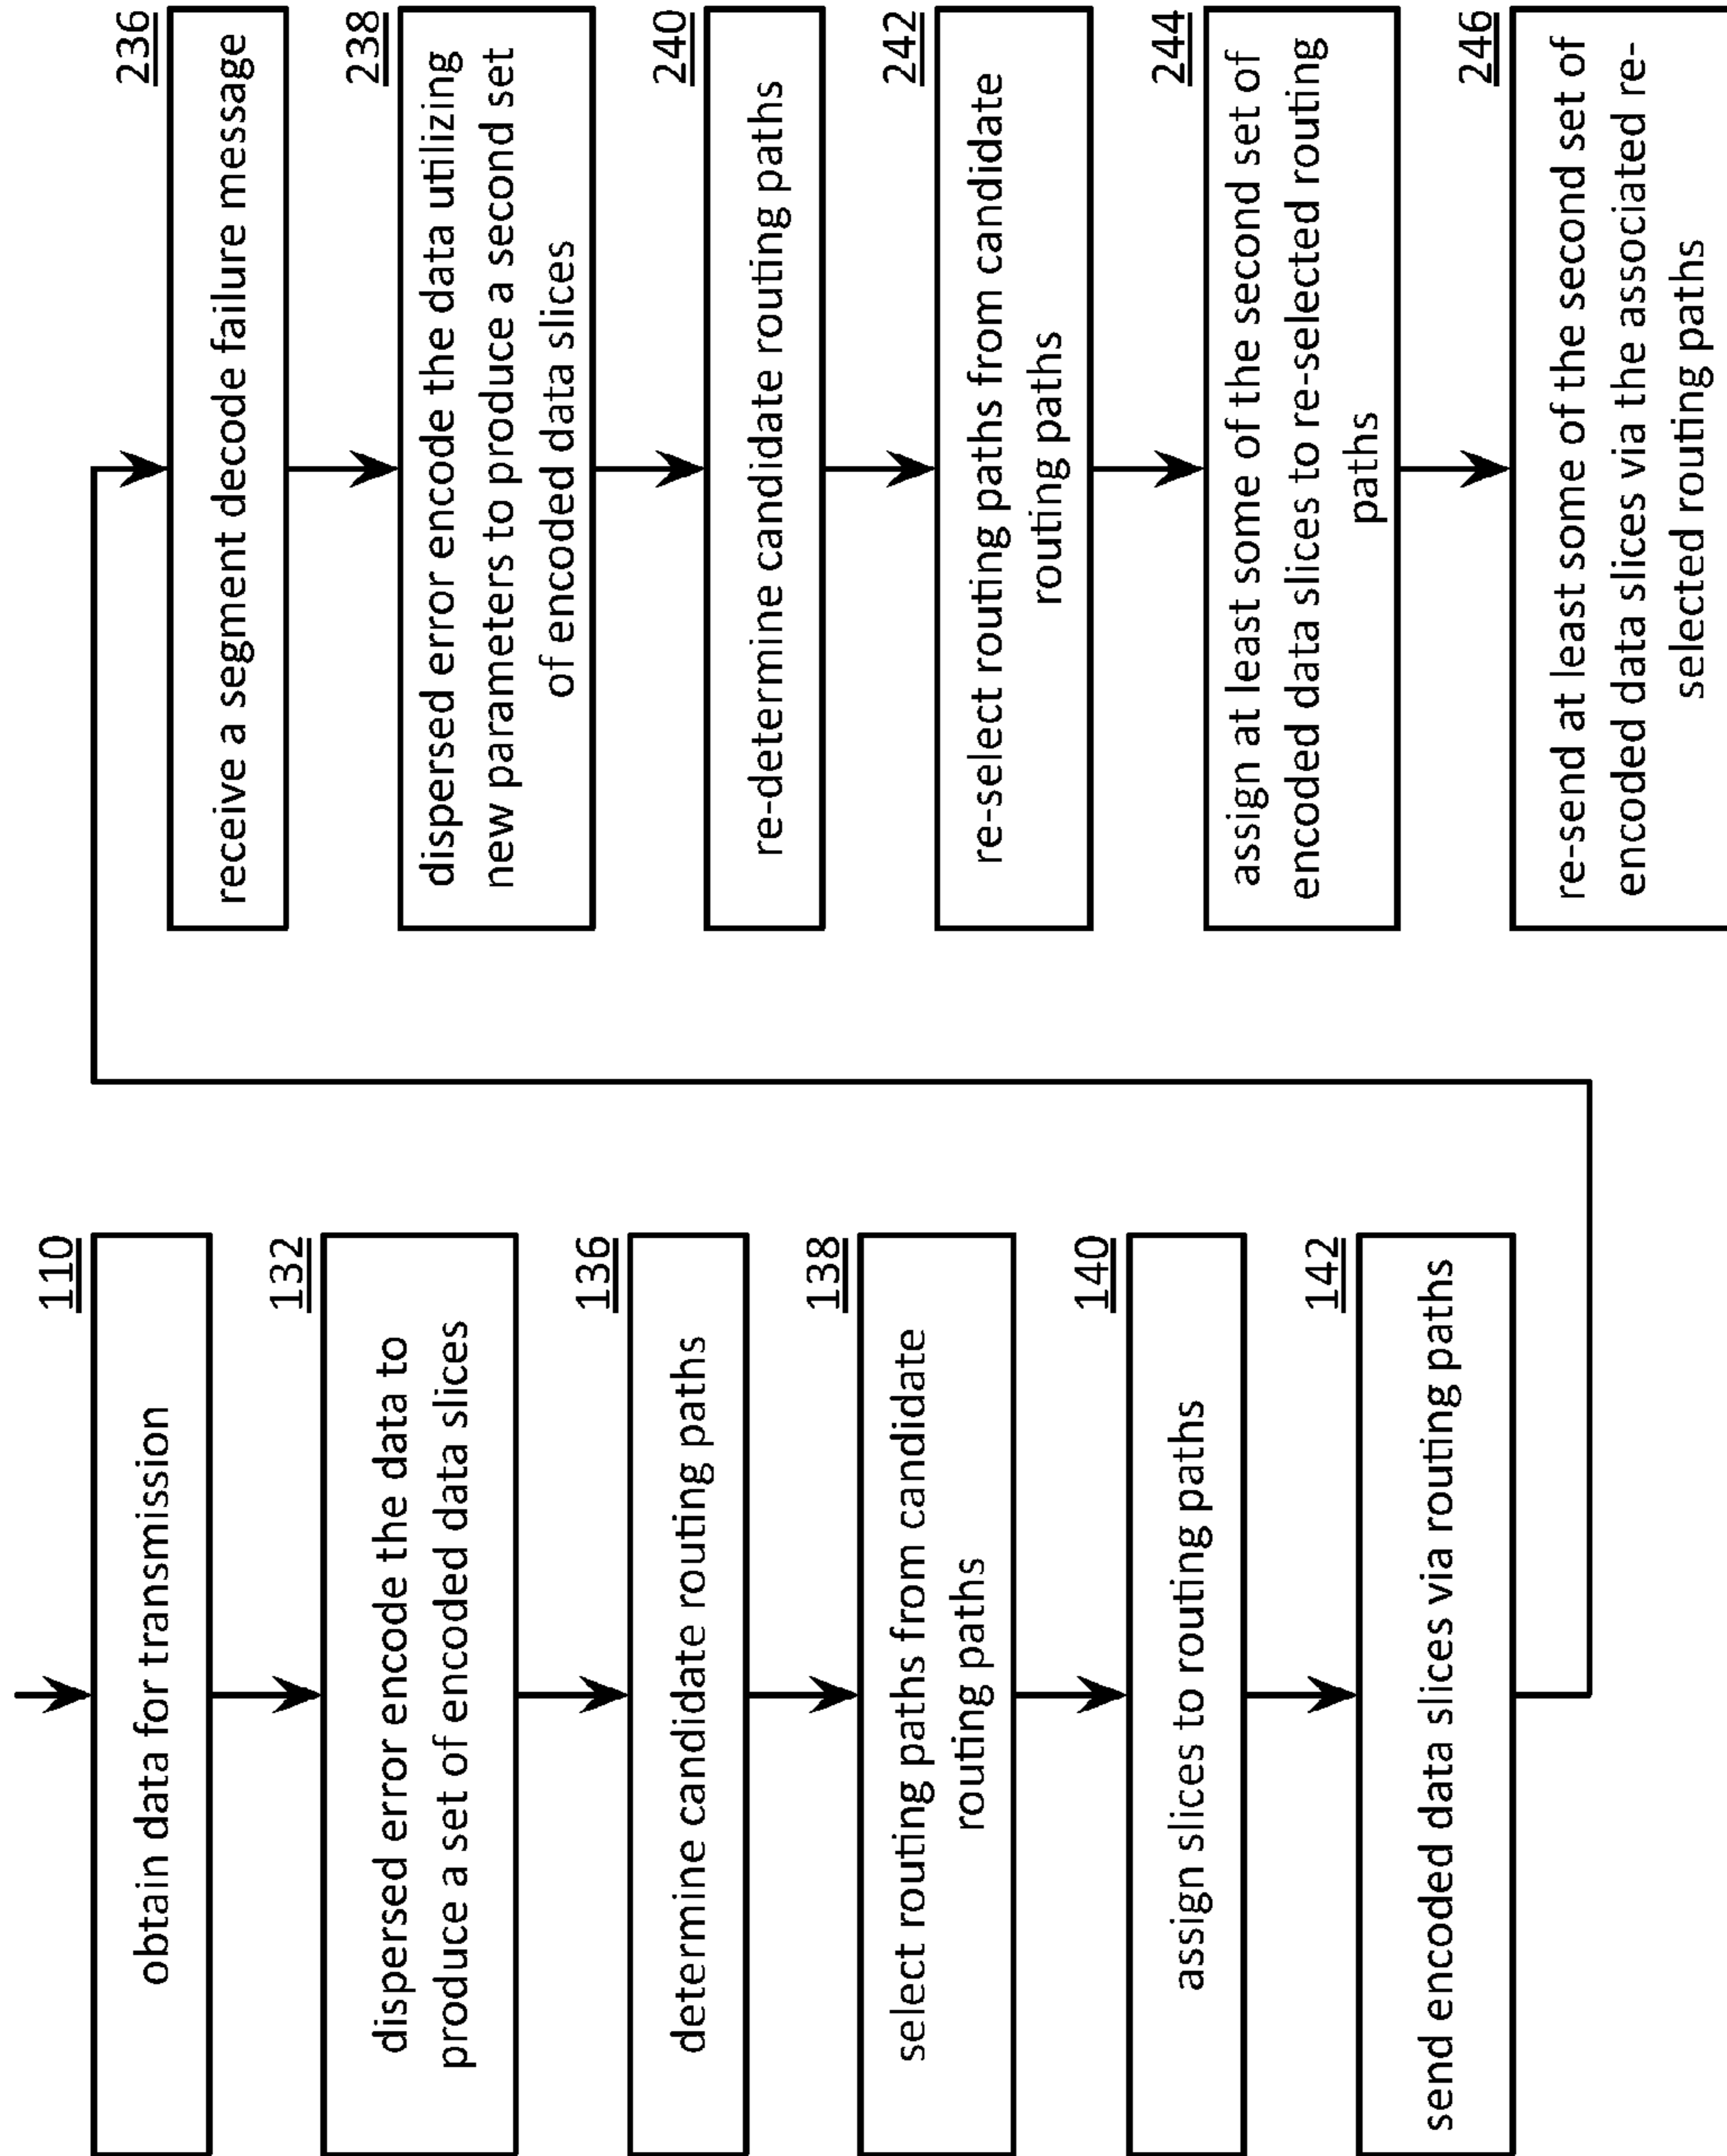 110
obtain data for transmission
132
dispersed error encode the data to
produce a set of encoded data slices
136
determine candidate routing paths
138
select routing paths from candidate
routing paths
140
assign slices to routing paths
142
send encoded data slices via routing paths
236
receive a segment decode failure message
238
dispersed error encode the data utilizing
new parameters to produce a second set
of encoded data slices
240
re-determine candidate routing paths
242
re-select routing paths from candidate
routing paths
244
assign at least some of the second set of
encoded data slices to re-selected routing
paths
246
re-send at least some of the second set of
encoded data slices via the associated re-
selected routing paths